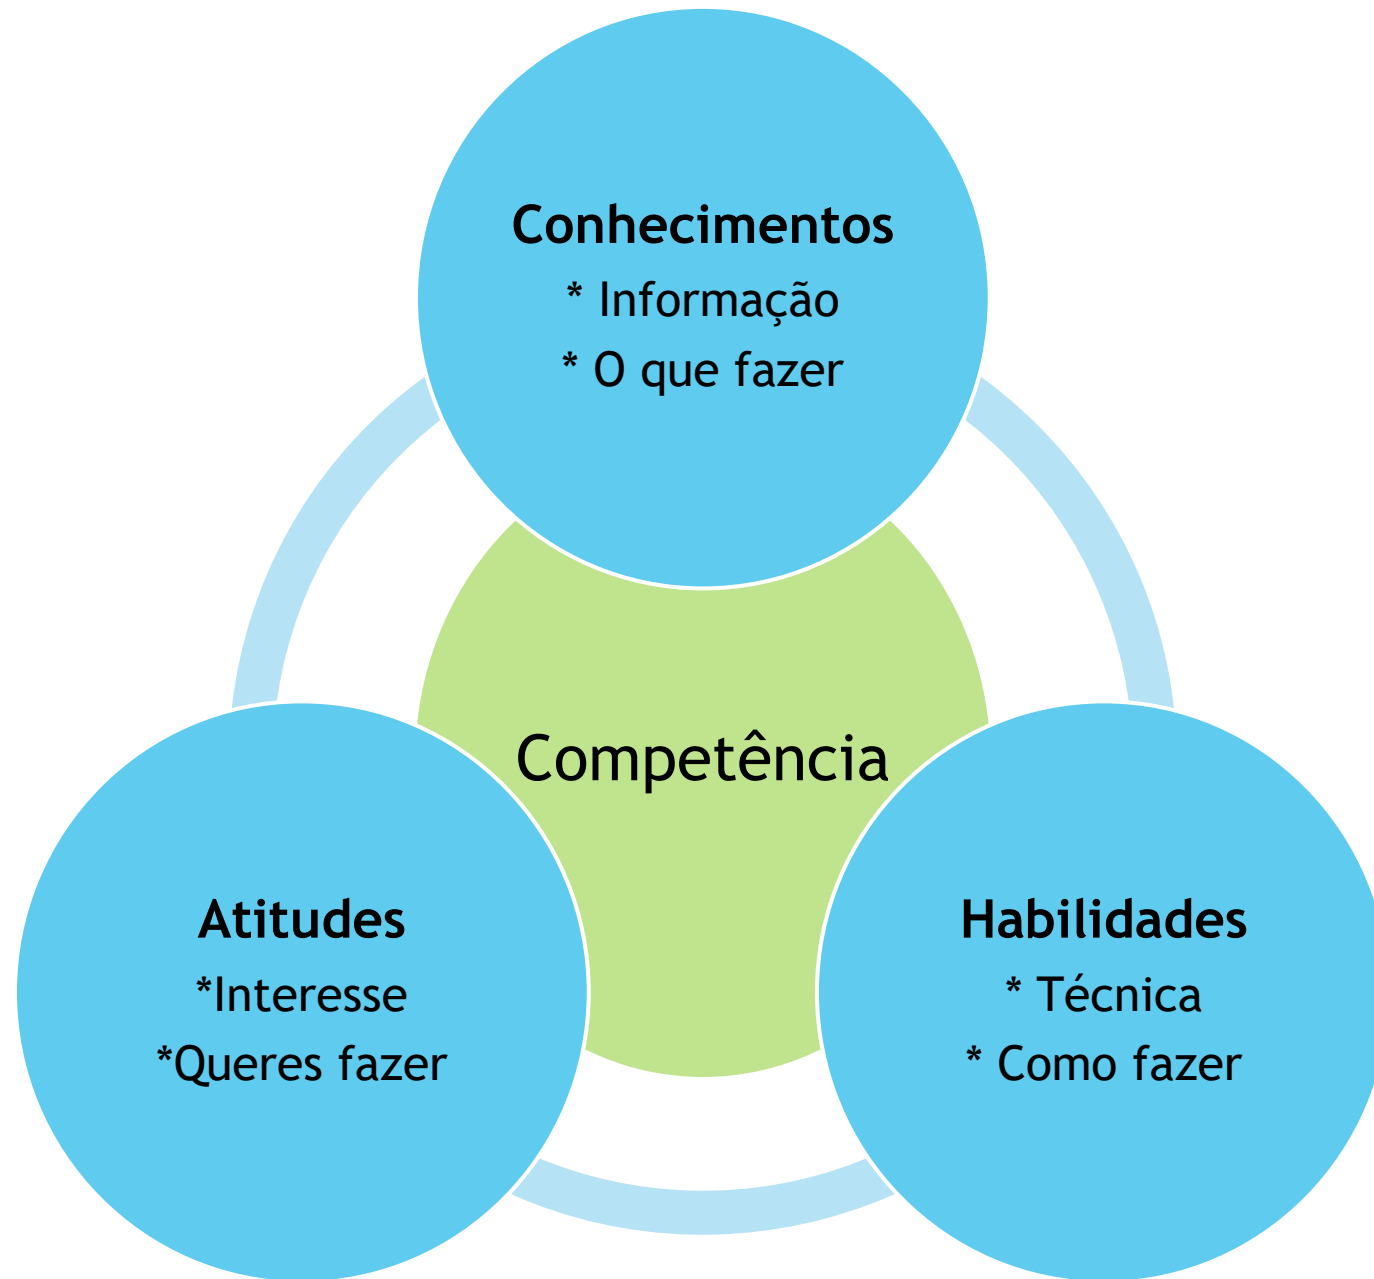 Conhecimentos
* Informação
* O que fazer
Competência
Atitudes
*Interesse
*Queres fazer
Habilidades
* Técnica
* Como fazer